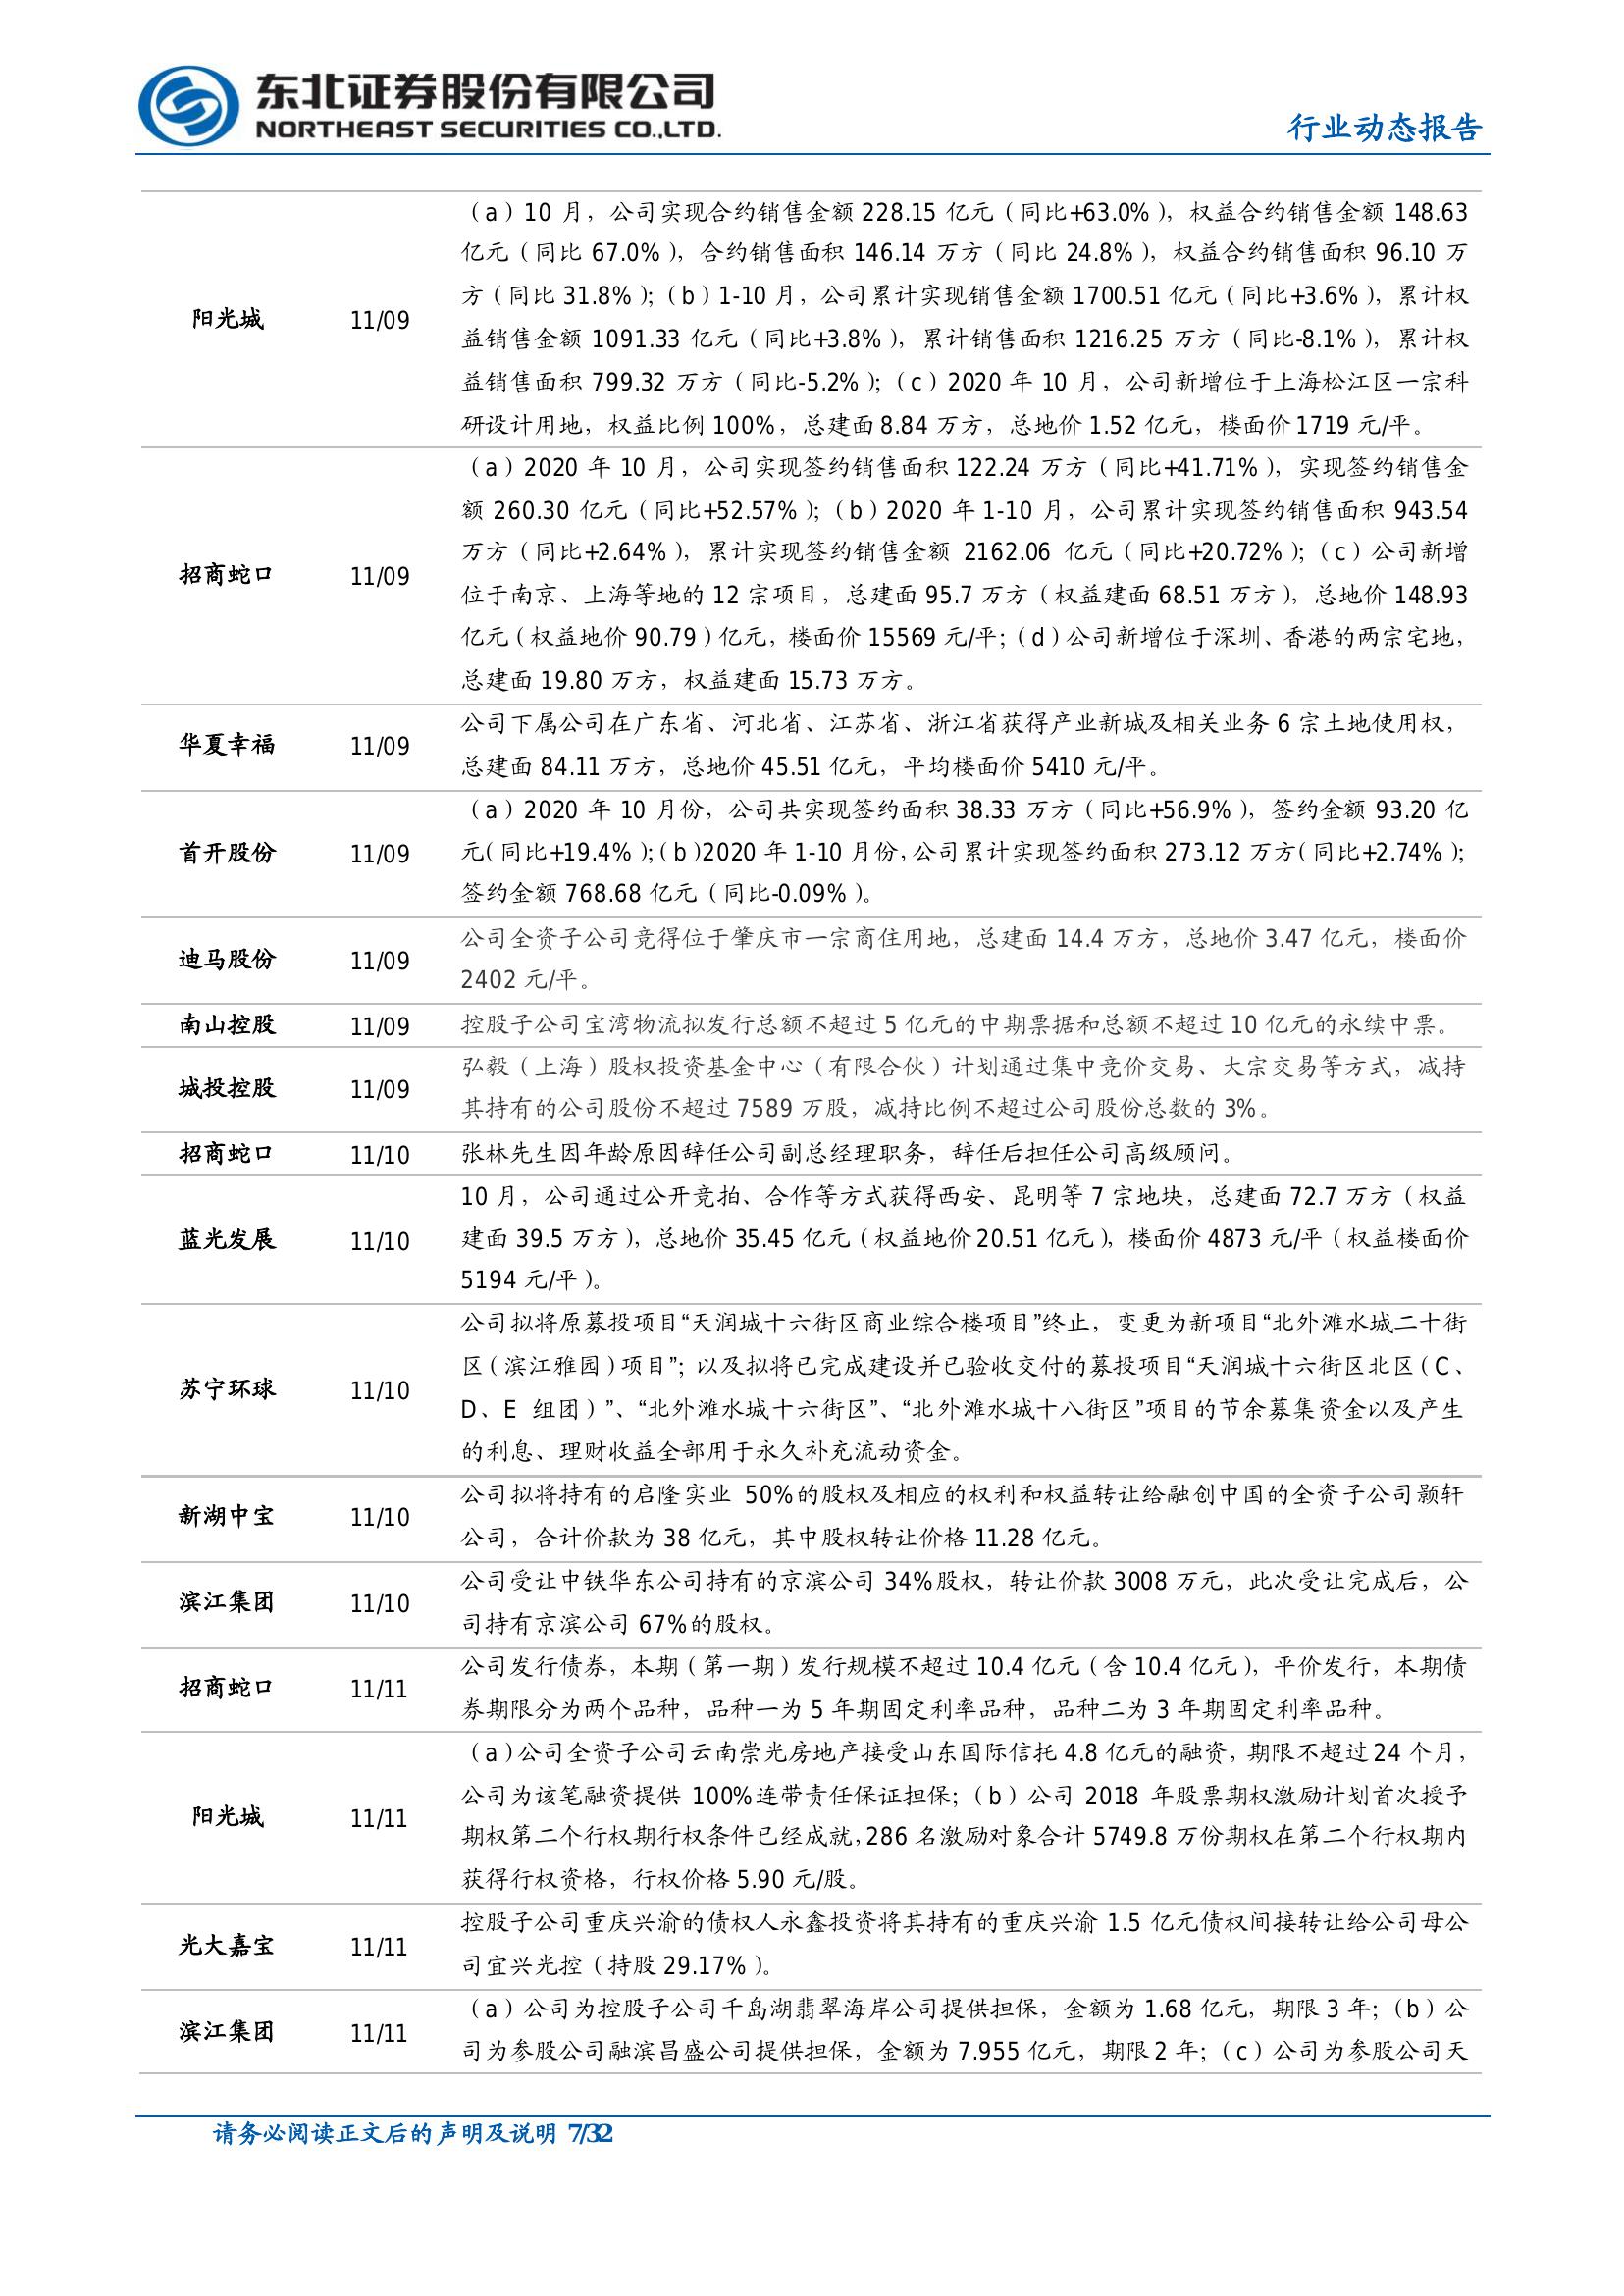 东北证券股份有限公司
NORTHEAST SECURITIES CO.,LTD.
行业动态报告
（a）10 月，公司实现合约销售金额 228.15 亿元（同比+63.0%），权益合约销售金额 148.63
亿元（同比 67.0%），合约销售面积 146.14 万方（同比 24.8%），权益合约销售面积 96.10 万
方（同比 31.8%）；（b）1-10 月，公司累计实现销售金额 1700.51 亿元（同比+3.6%），累计权
阳光城 11/09 益销售金额 1091.33 亿元（同比+3.8%），累计销售面积 1216.25 万方（同比-8.1%），累计权
益销售面积 799.32 万方（同比-5.2%）；（c）2020 年 10 月，公司新增位于上海松江区一宗科
研设计用地，权益比例 100%，总建面 8.84 万方，总地价 1.52 亿元，楼面价 1719 元/平。
（a）2020 年 10 月，公司实现签约销售面积 122.24 万方（同比+41.71%），实现签约销售金
额 260.30 亿元（同比+52.57%）；（b）2020 年 1-10 月，公司累计实现签约销售面积 943.54
万方（同比+2.64%），累计实现签约销售金额 2162.06 亿元（同比+20.72%）；（c）公司新增
招商蛇口 11/09 位于南京、上海等地的 12 宗项目，总建面 95.7 万方（权益建面 68.51 万方），总地价 148.93
亿元（权益地价 90.79）亿元，楼面价 15569 元/平；（d）公司新增位于深圳、香港的两宗宅地，
总建面 19.80 万方，权益建面 15.73 万方。
华夏幸福 11/09 公司下属公司在广东省、河北省、江苏省、浙江省获得产业新城及相关业务 6 宗土地使用权，
总建面 84.11 万方，总地价 45.51 亿元，平均楼面价 5410 元/平。
（a）2020 年 10 月份，公司共实现签约面积 38.33 万方（同比+56.9%），签约金额 93.20 亿
首开股份 11/09 元（同比+19.4%）；（b）2020 年 1-10 月份，公司累计实现签约面积 273.12 万方（同比+2.74%）；
签约金额 768.68 亿元（同比-0.09%）。
迪马股份 11/09 公司全资子公司竞得位于肇庆市一宗商住用地，总建面 14.4 万方，总地价 3.47 亿元，楼面价
2402 元/平。
南山控股 11/09 控股子公司宝湾物流拟发行总额不超过 5 亿元的中期票据和总额不超过 10 亿元的永续中票。
城投控股 11/09 弘毅（上海）股权投资基金中心（有限合伙）计划通过集中竞价交易、大宗交易等方式，减持
其持有的公司股份不超过 7589 万股，减持比例不超过公司股份总数的 3%。
招商蛇口 11/10 张林先生因年龄原因辞任公司副总经理职务，辞任后担任公司高级顾问。
10 月，公司通过公开竞拍、合作等方式获得西安、昆明等 7 宗地块，总建面 72.7 万方（权益
蓝光发展 11/10 建面 39.5 万方），总地价 35.45 亿元（权益地价 20.51 亿元），楼面价 4873 元/平（权益楼面价
5194 元/平）。
公司拟将原募投项目“天润城十六街区商业综合楼项目”终止，变更为新项目“北外滩水城二十街
苏宁环球 11/10 区（滨江雅园）项目”；以及拟将已完成建设并已验收交付的募投项目“天润城十六街区北区（C、
D、E 组团）”、“北外滩水城十六街区”、“北外滩水城十八街区”项目的节余募集资金以及产生
的利息、理财收益全部用于永久补充流动资金。
新湖中宝 11/10 公司拟将持有的启隆实业 50%的股权及相应的权利和权益转让给融创中国的全资子公司颢轩
公司，合计价款为 38 亿元，其中股权转让价格 11.28 亿元。
滨江集团 11/10 公司受让中铁华东公司持有的京滨公司 34%股权，转让价款 3008 万元，此次受让完成后，公
司持有京滨公司 67%的股权。
招商蛇口 11/11 公司发行债券，本期（第一期）发行规模不超过 10.4 亿元（含 10.4 亿元），平价发行，本期债
券期限分为两个品种，品种一为 5 年期固定利率品种，品种二为 3 年期固定利率品种。
（a）公司全资子公司云南崇光房地产接受山东国际信托 4.8 亿元的融资，期限不超过 24 个月，
阳光城 11/11 公司为该笔融资提供 100%连带责任保证担保；（b）公司 2018 年股票期权激励计划首次授予
期权第二个行权期行权条件已经成就，286 名激励对象合计 5749.8 万份期权在第二个行权期内
获得行权资格，行权价格 5.90 元/股。
光大嘉宝 11/11 控股子公司重庆兴渝的债权人永鑫投资将其持有的重庆兴渝 1.5 亿元债权间接转让给公司母公
司宜兴光控（持股 29.17%）。
滨江集团 11/11 （a）公司为控股子公司千岛湖翡翠海岸公司提供担保，金额为 1.68 亿元，期限 3 年；（b）公
司为参股公司融滨昌盛公司提供担保，金额为 7.955 亿元，期限 2 年；（c）公司为参股公司天
请务必阅读正文后的声明及说明 7/32